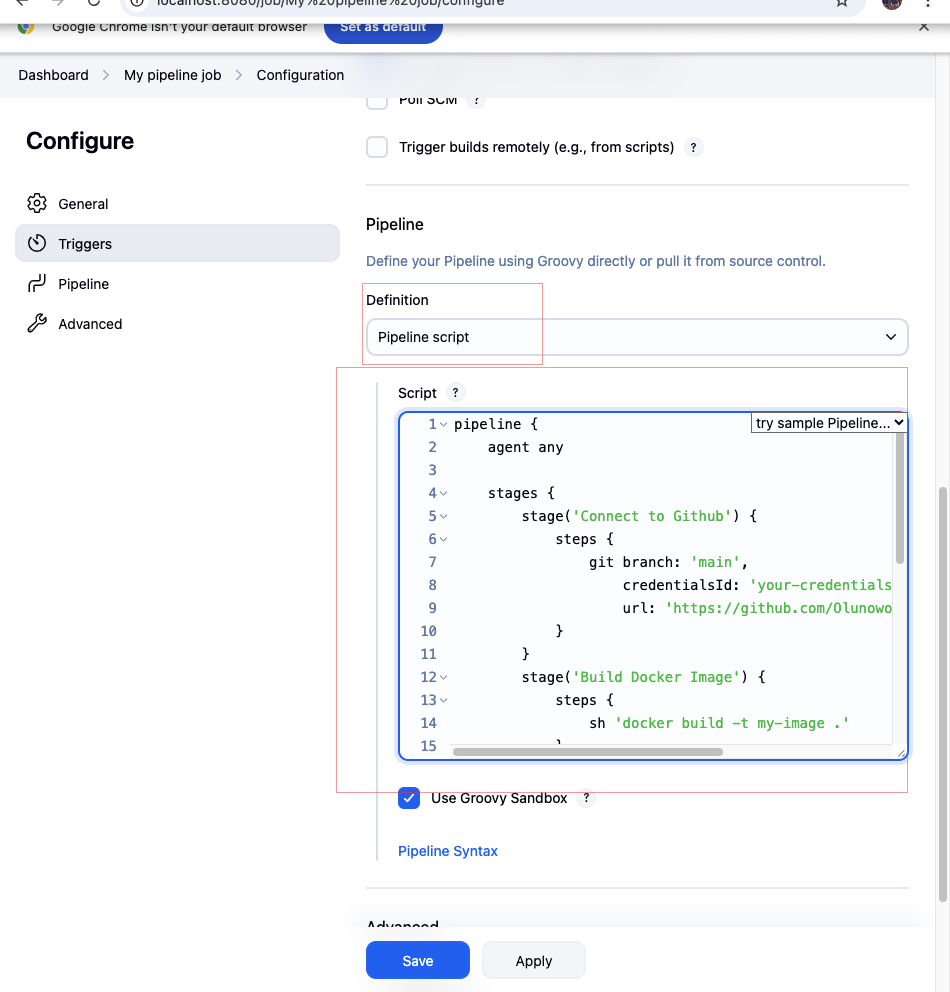 localhost:8080/job/My%20pipeline%20job/configure
Google Chrome isn't your default browser
Set as default
Dashboard > My pipeline job > Configuration
Configure
General
Triggers
Pipeline
Advanced
Poll SCM ?
Trigger builds remotely (e.g., from scripts) ?
Pipeline
Define your Pipeline using Groovy directly or pull it from source control.
Definition
Pipeline script
Script ?
try sample Pipeline...
1 pipeline {
2 agent any
3
4 stages {
5 stage('Connect to Github') {
6 steps {
7 git branch: 'main',
8 credentialsId: 'your-credentials
9 url: 'https://github.com/Olunowo
10 }
11 }
12 stage('Build Docker Image') {
13 steps {
14 sh 'docker build -t my-image .'
15 }
Use Groovy Sandbox ?
Pipeline Syntax
Advanced
Save
Apply